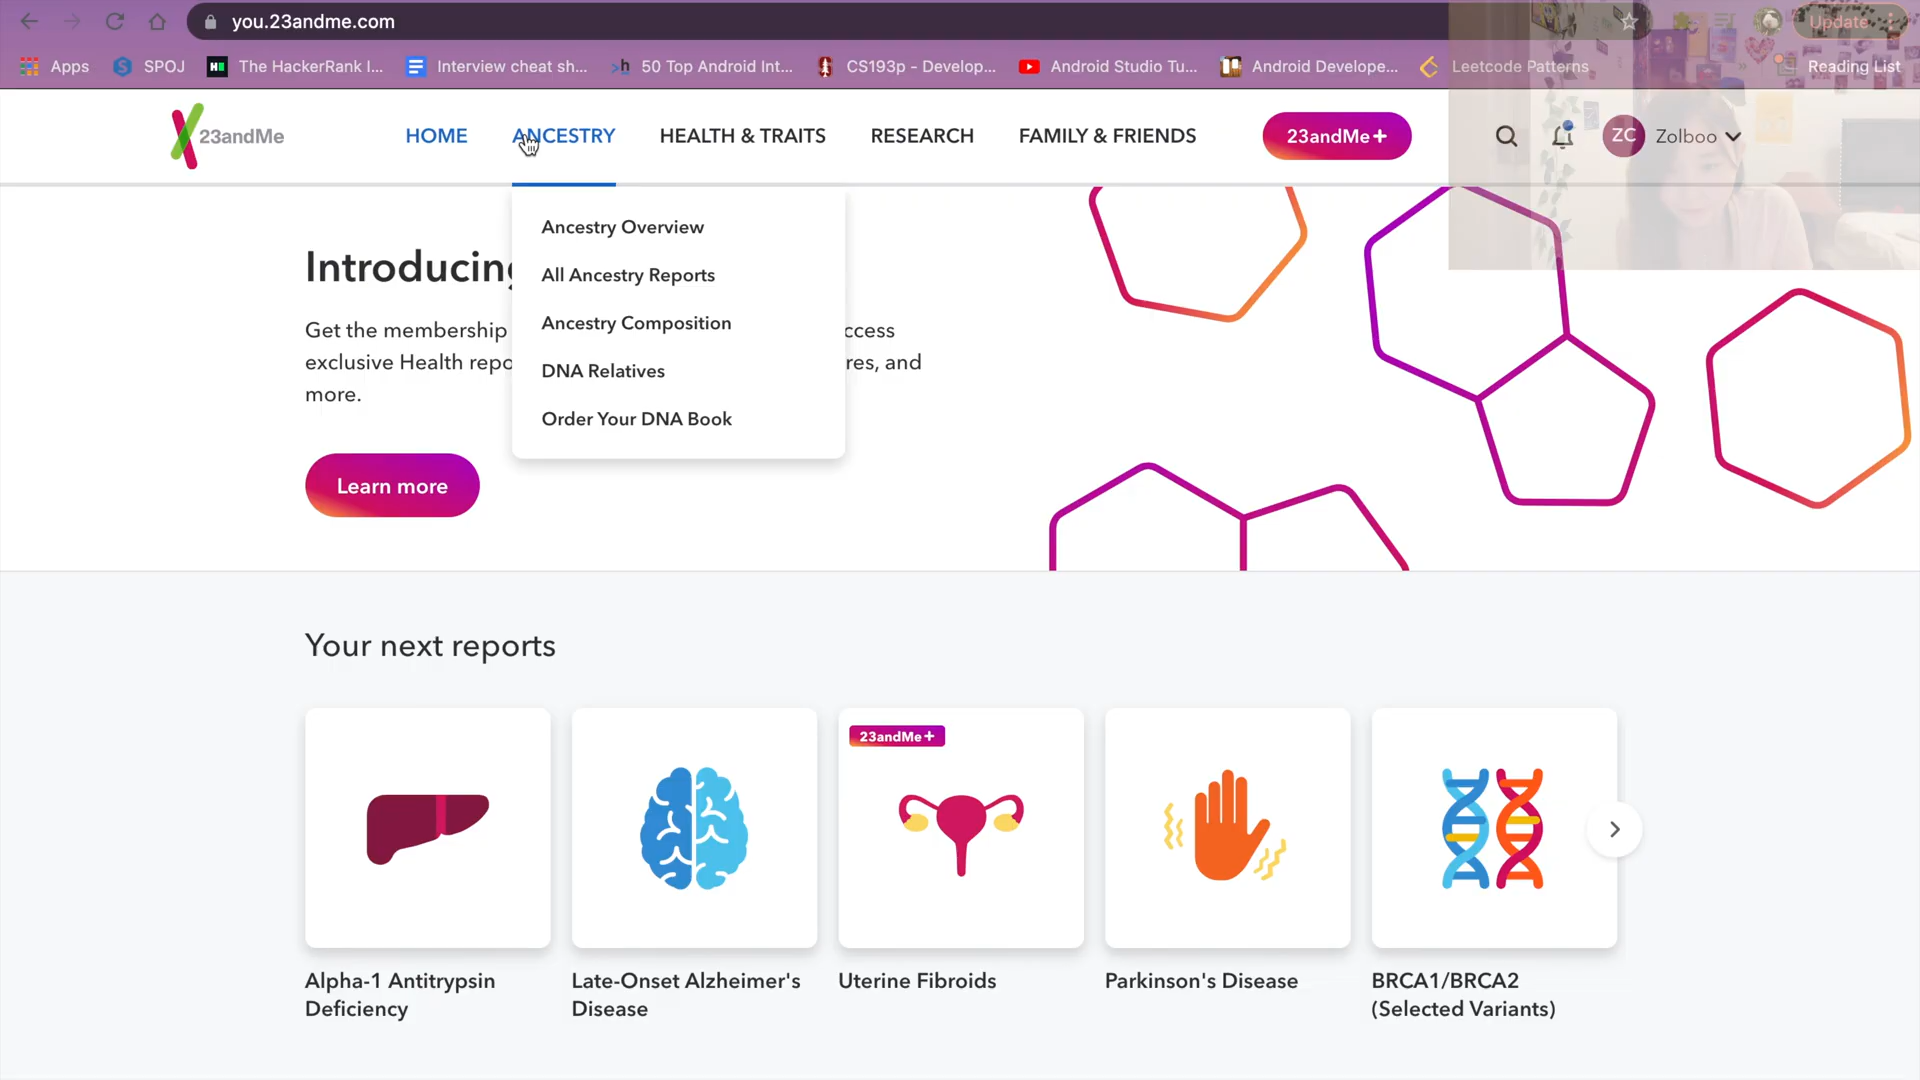 you.23andme.com
Update
Apps
SPOJ
The HackerRank I...
Interview cheat sh...
50 Top Android Int...
CS193p - Develop...
Android Studio Tu...
Android Develope...
Leetcode Patterns
Reading List
23andMe
HOME
ANCESTRY
HEALTH & TRAITS
RESEARCH
FAMILY & FRIENDS
23andMe+
ZC
Zolboo
Ancestry Overview
All Ancestry Reports
Ancestry Composition
DNA Relatives
Order Your DNA Book
Introducing
Get the membership ccess
exclusive Health repo res, and
more.
Learn more
Your next reports
23andMe+
Alpha-1 Antitrypsin
Deficiency
Late-Onset Alzheimer's
Disease
Uterine Fibroids
Parkinson's Disease
BRCA1/BRCA2
(Selected Variants)